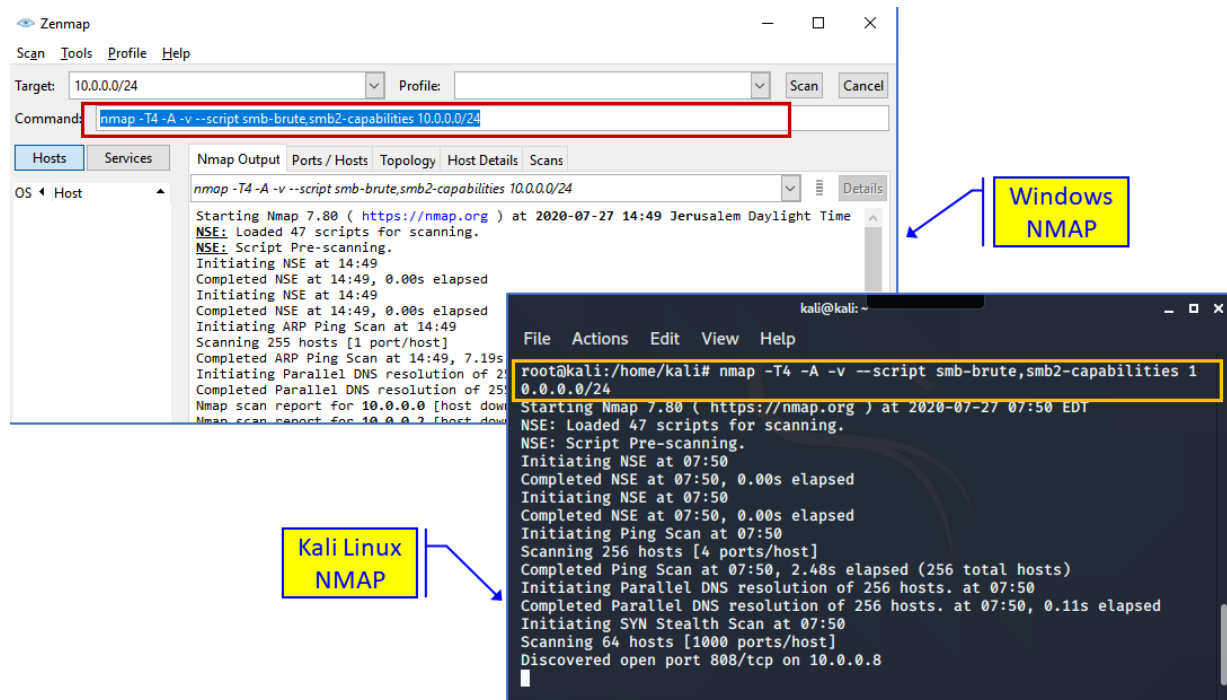 Zenmap
Scan Tools Profile Help
Target: 10.0.0.0/24 Profile: Scan Cancel
Command: nmap -T4 -A -v --script smb-brute,smb2-capabilities 10.0.0.0/24
Hosts Services Nmap Output Ports / Hosts Topology Host Details Scans
OS Host nmap -T4 -A -v --script smb-brute,smb2-capabilities 10.0.0.0/24 Details
Starting Nmap 7.80 ( https://nmap.org ) at 2020-07-27 14:49 Jerusalem Daylight Time
NSE: Loaded 47 scripts for scanning.
NSE: Script Pre-scanning.
Initiating NSE at 14:49
Completed NSE at 14:49, 0.00s elapsed
Initiating NSE at 14:49
Completed NSE at 14:49, 0.00s elapsed
Initiating ARP Ping Scan at 14:49
Scanning 255 hosts [1 port/host]
Completed ARP Ping Scan at 14:49, 7.19s
Initiating Parallel DNS resolution of
Completed Parallel DNS resolution of
Nmap scan report for 10.0.0.0 [host down
Nmap scan report for 10.0.0.2 [host down
Windows
NMAP
kali@kali: ~
File Actions Edit View Help
root@kali:/home/kali# nmap -T4 -A -v --script smb-brute,smb2-capabilities 1
0.0.0.0/24
Starting Nmap 7.80 ( https://nmap.org ) at 2020-07-27 07:50 EDT
NSE: Loaded 47 scripts for scanning.
NSE: Script Pre-scanning.
Initiating NSE at 07:50
Completed NSE at 07:50, 0.00s elapsed
Initiating NSE at 07:50
Completed NSE at 07:50, 0.00s elapsed
Initiating Ping Scan at 07:50
Scanning 256 hosts [4 ports/host]
Completed Ping Scan at 07:50, 2.48s elapsed (256 total hosts)
Initiating Parallel DNS resolution of 256 hosts. at 07:50
Completed Parallel DNS resolution of 256 hosts. at 07:50, 0.11s elapsed
Initiating SYN Stealth Scan at 07:50
Scanning 64 hosts [1000 ports/host]
Discovered open port 808/tcp on 10.0.0.8
Kali Linux
NMAP